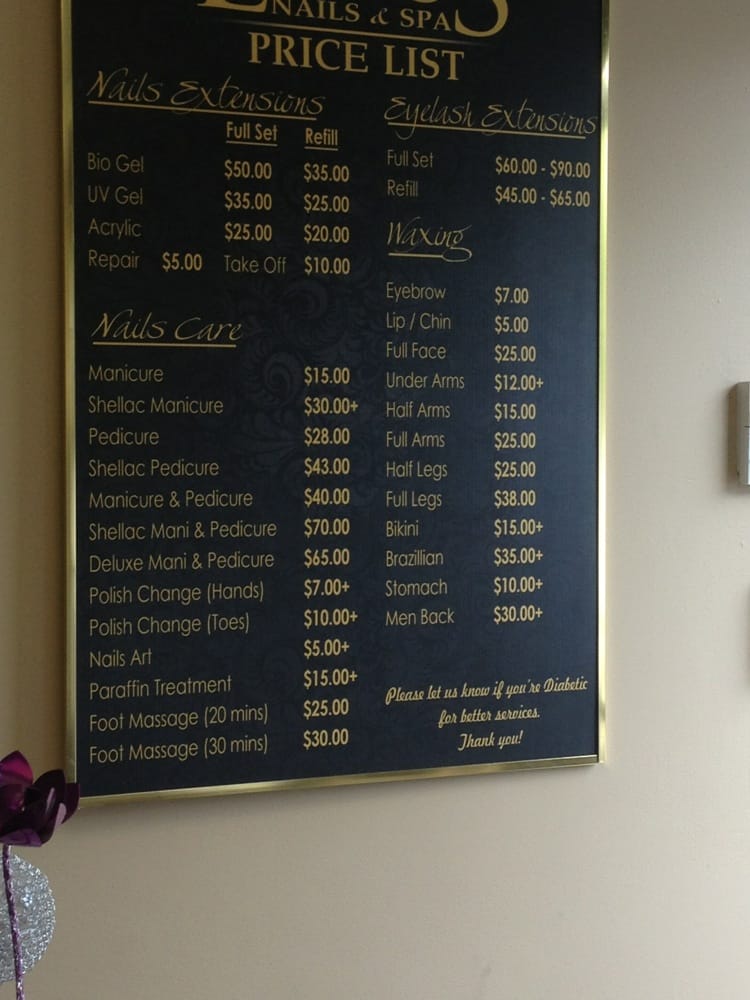 NAILS & SPA
PRICE LIST
Nails Extensions
Full Set Refill
Bio Gel $50.00 $35.00
UV Gel $35.00 $25.00
Acrylic $25.00 $20.00
Repair $5.00 Take Off $10.00
Nails Care
Manicure $15.00
Shellac Manicure $30.00+
Pedicure $28.00
Shellac Pedicure $43.00
Manicure & Pedicure $40.00
Shellac Mani & Pedicure $70.00
Deluxe Mani & Pedicure $65.00
Polish Change (Hands) $7.00+
Polish Change (Toes) $10.00+
Nails Art $5.00+
Paraffin Treatment $15.00+
Foot Massage (20 mins) $25.00
Foot Massage (30 mins) $30.00
Eyelash Extensions
Full Set $60.00 - $90.00
Refill $45.00 - $65.00
Waxing
Eyebrow $7.00
Lip / Chin $5.00
Full Face $25.00
Under Arms $12.00+
Half Arms $15.00
Full Arms $25.00
Half Legs $25.00
Full Legs $38.00
Bikini $15.00+
Brazillian $35.00+
Stomach $10.00+
Men Back $30.00+
Please let us know if you're Diabetic
for better services.
Thank you!